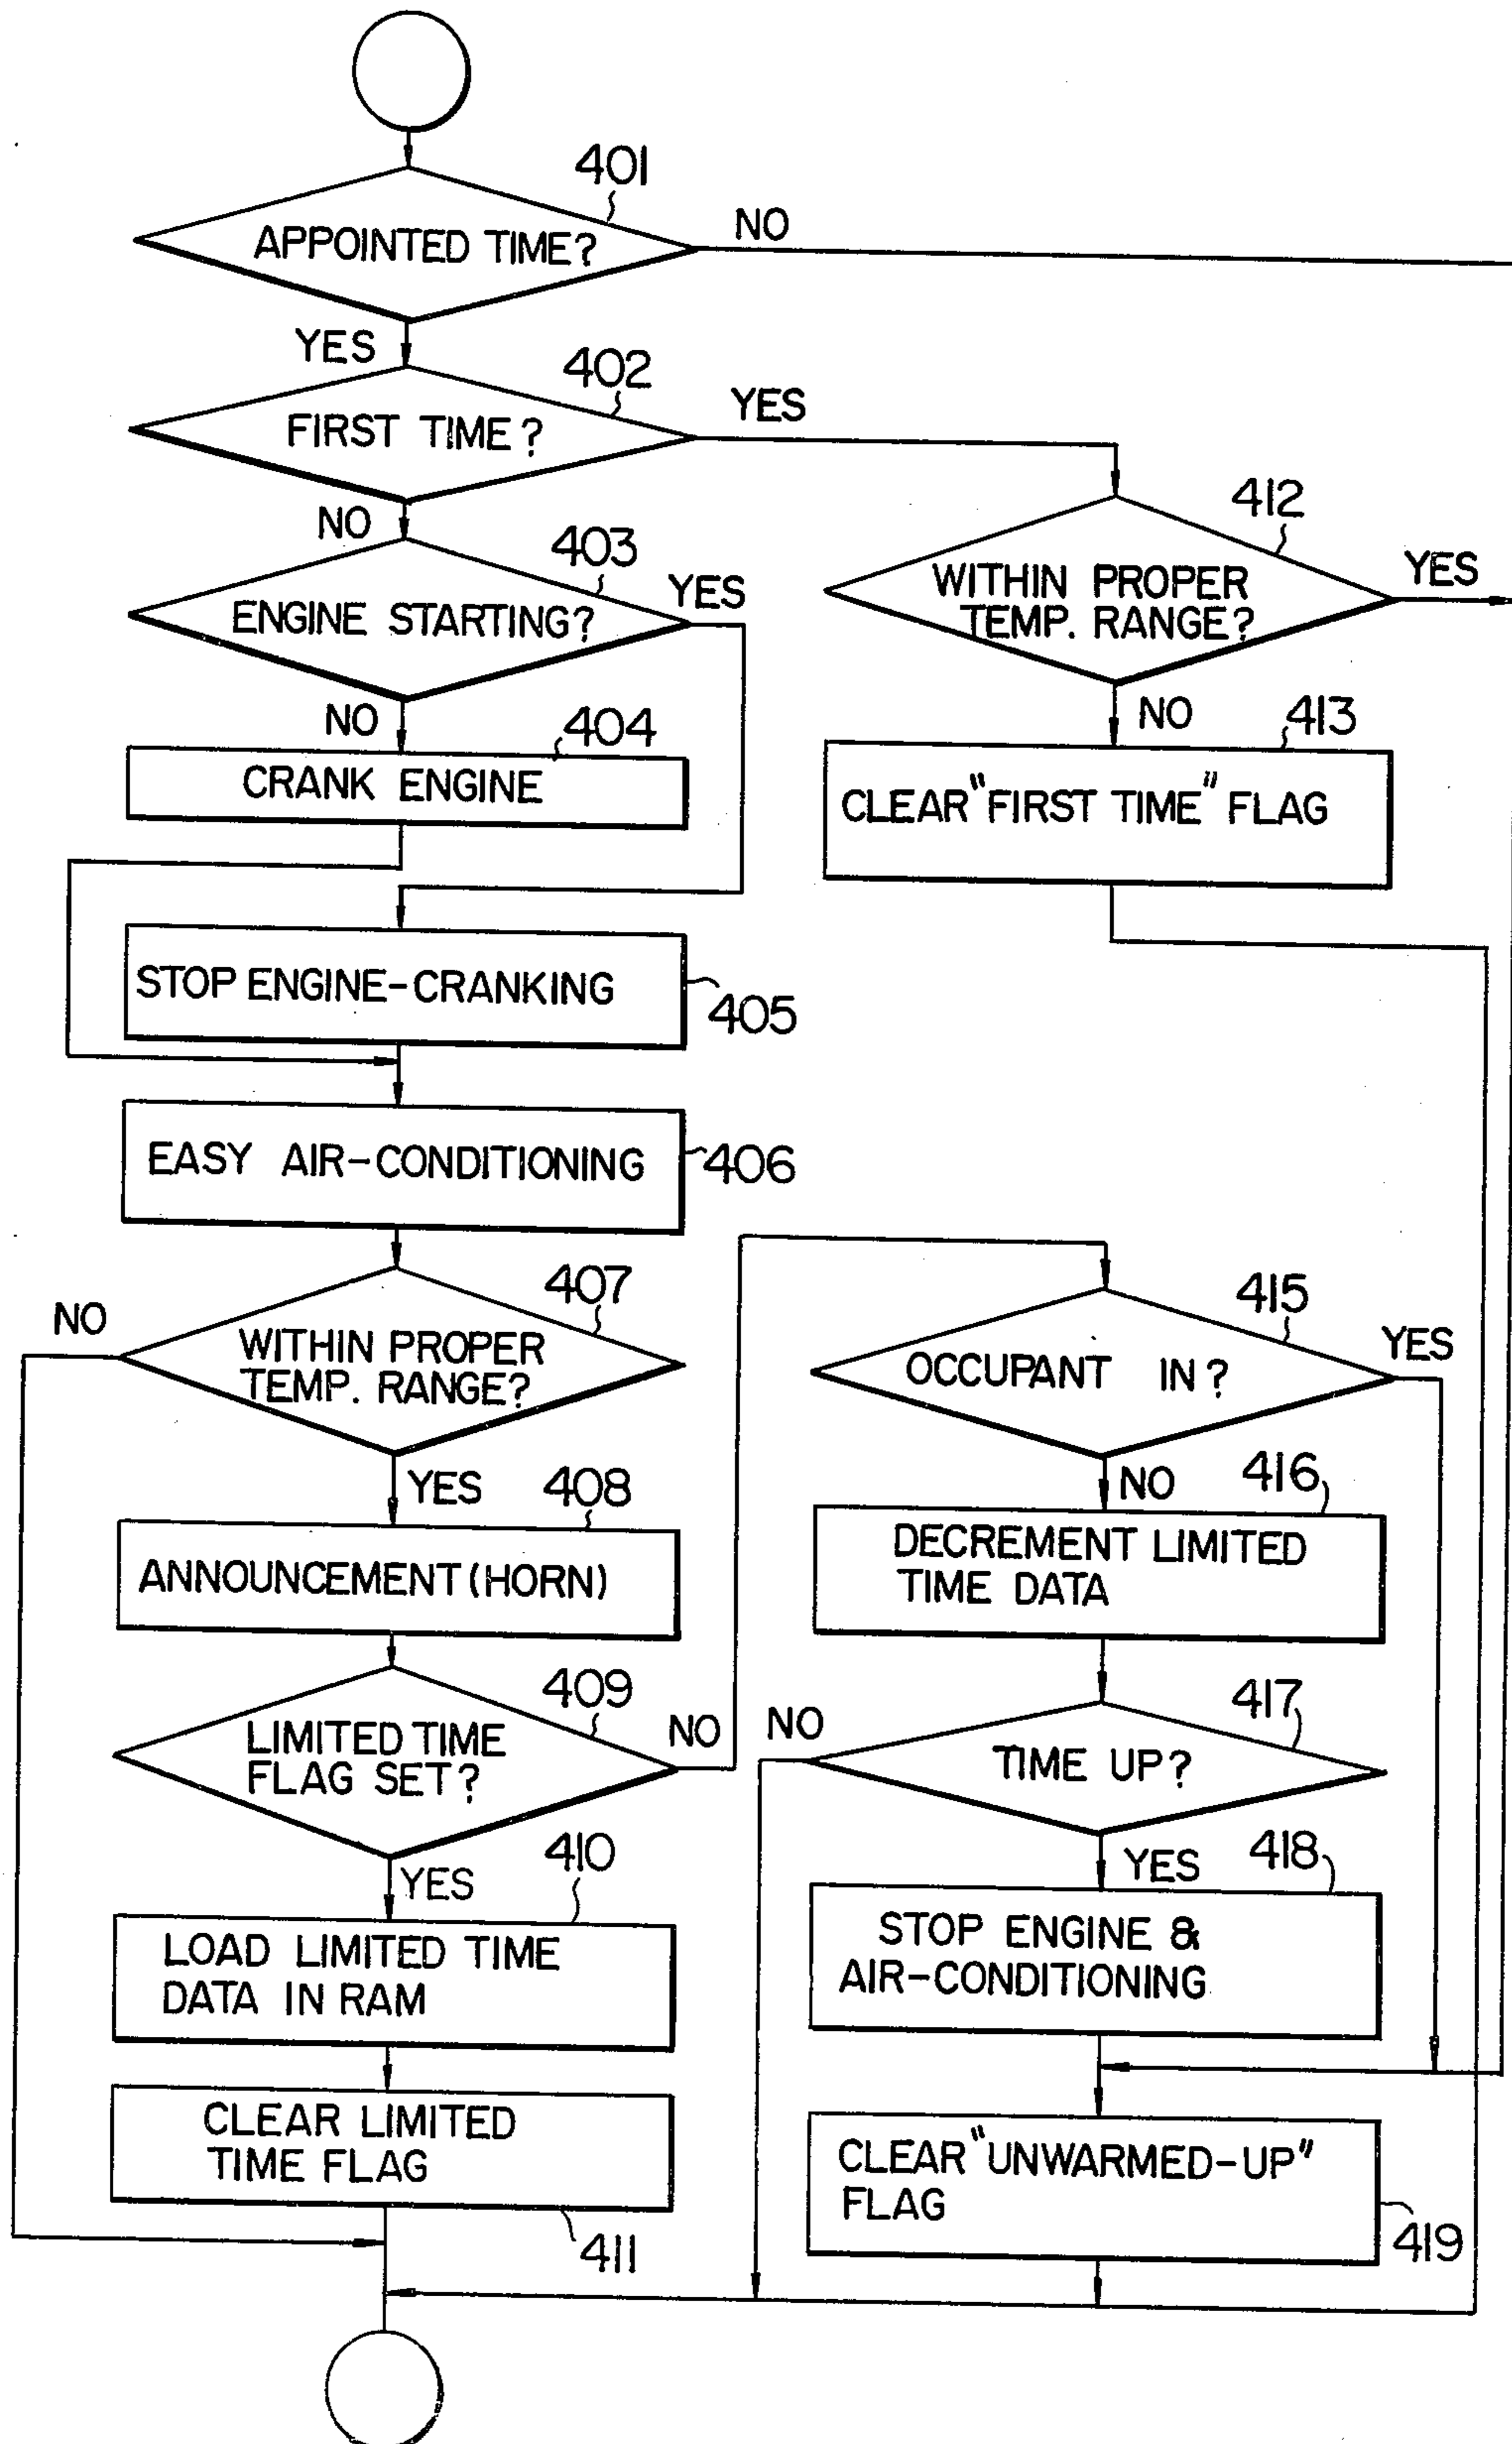 401
APPOINTED TIME?
NO
YES
402
FIRST TIME?
YES
NO
403
ENGINE STARTING?
YES
412
WITHIN PROPER
TEMP. RANGE?
YES
NO
404
CRANK ENGINE
NO
413
CLEAR "FIRST TIME" FLAG
STOP ENGINE-CRANKING
405
EASY AIR-CONDITIONING
406
407
NO
WITHIN PROPER
TEMP. RANGE?
YES
415
OCCUPANT IN?
YES
NO
408
ANNOUNCEMENT (HORN)
416
DECREMENT LIMITED
TIME DATA
409
LIMITED TIME
FLAG SET?
NO
YES
417
NO
TIME UP?
YES
410
LOAD LIMITED TIME
DATA IN RAM
418
STOP ENGINE &
AIR-CONDITIONING
CLEAR LIMITED
TIME FLAG
411
CLEAR "UNWARMED-UP"
FLAG
419